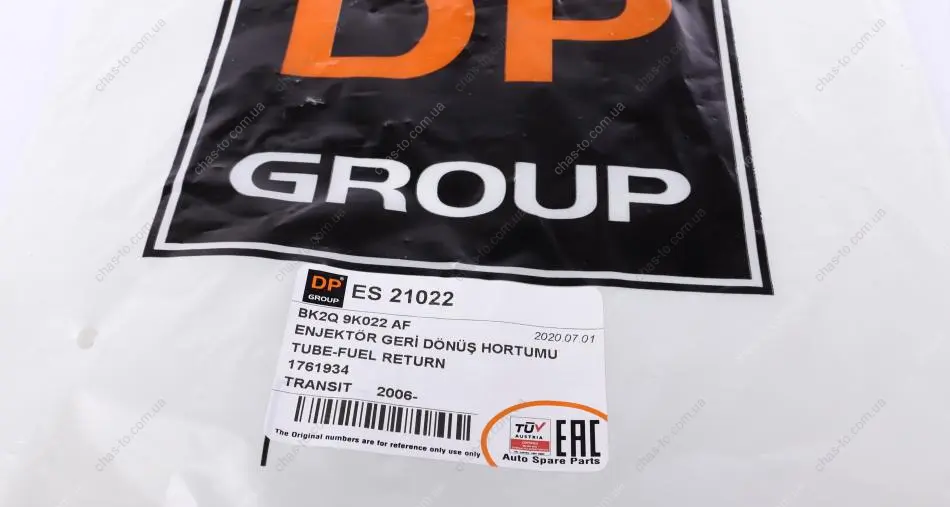 DP
GROUP
DP
GROUP
ES 21022
BK2Q 9K022 AF
2020.07.01
ENJEKTÖR GERİ DÖNÜŞ HORTUMU
TUBE-FUEL RETURN
1761934
TRANSIT 2006-
The Original numbers are for reference only use only
TÜV
AUSTRIA
EAC
Auto Spare Parts
chas-to.com.ua